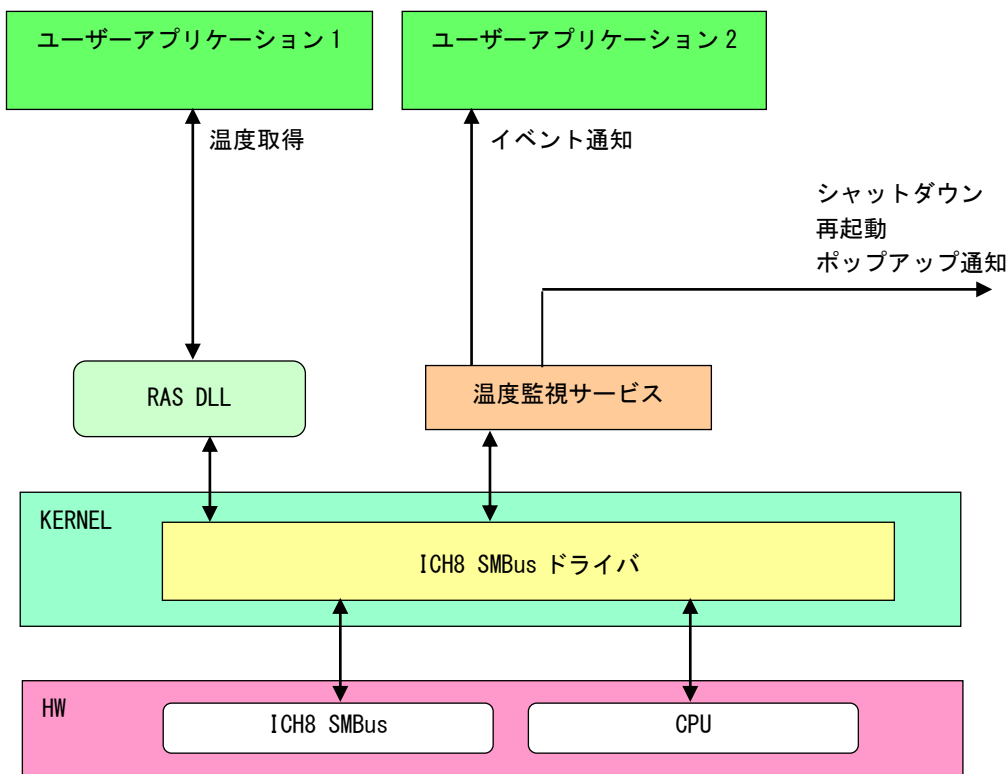 ユーザーアプリケーション 1
ユーザーアプリケーション 2
温度取得
イベント通知
シャットダウン
再起動
ポップアップ通知
RAS DLL
温度監視サービス
KERNEL
ICH8 SMBus ドライバ
HW
ICH8 SMBus
CPU